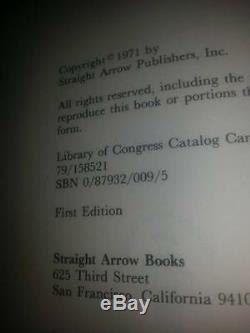 Copyright © 1971 by
Straight Arrow Publishers, Inc.
All rights reserved, including the
reproduce this book or portions th
form.
Library of Congress Catalog Car
79/158521
SBN 0/87932/009/5
First Edition
Straight Arrow Books
625 Third Street
San Francisco, California 9410